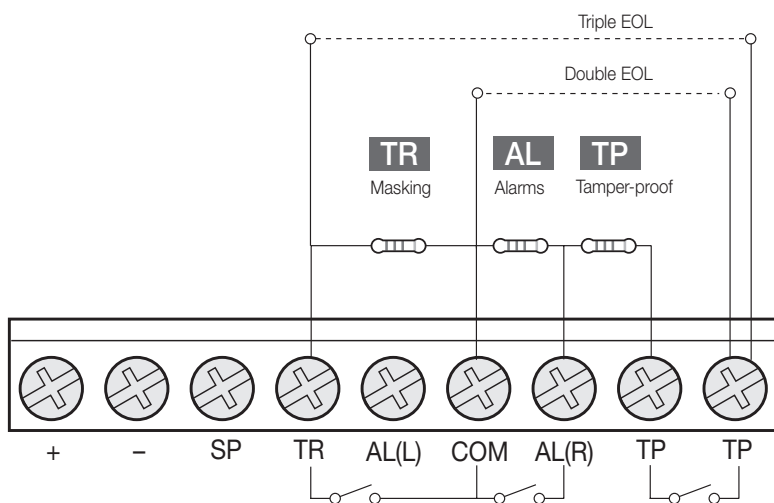 Triple EOL
Double EOL
TR AL TP
Masking Alarms Tamper-proof
+ − SP TR AL(L) COM AL(R) TP TP